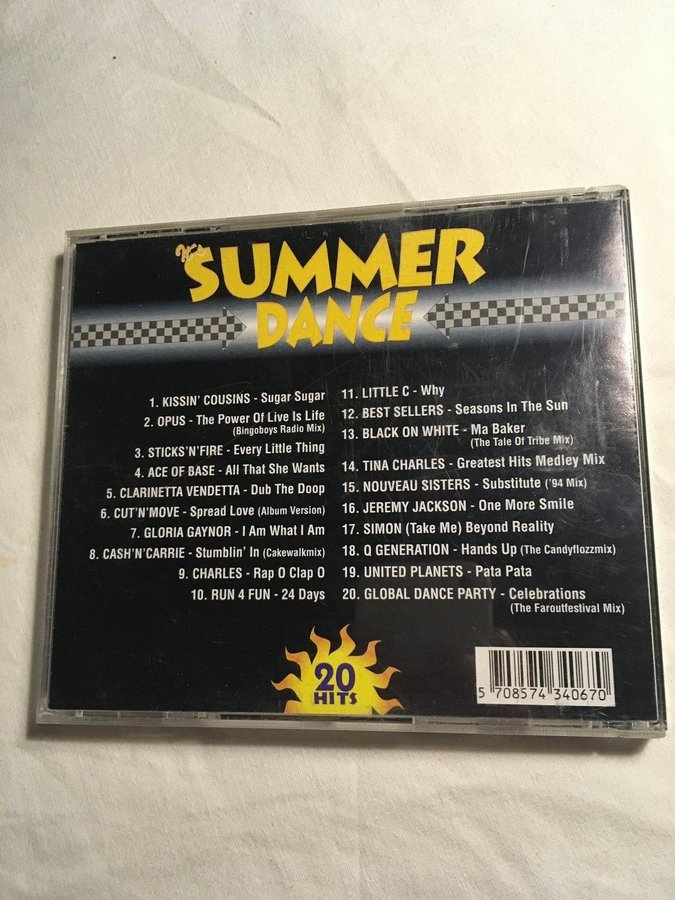 It's
SUMMER
DANCE
1. KISSIN' COUSINS - Sugar Sugar
2. OPUS - The Power Of Live Is Life
(Bingoboys Radio Mix)
3. STICKS'N'FIRE - Every Little Thing
4. ACE OF BASE - All That She Wants
5. CLARINETTA VENDETTA - Dub The Doop
6. CUT'N'MOVE - Spread Love (Album Version)
7. GLORIA GAYNOR - I Am What I Am
8. CASH'N'CARRIE - Stumblin' In (Cakewalkmix)
9. CHARLES - Rap O Clap O
10. RUN 4 FUN - 24 Days
11. LITTLE C - Why
12. BEST SELLERS - Seasons In The Sun
13. BLACK ON WHITE - Ma Baker
(The Tale Of Tribe Mix)
14. TINA CHARLES - Greatest Hits Medley Mix
15. NOUVEAU SISTERS - Substitute ('94 Mix)
16. JEREMY JACKSON - One More Smile
17. SIMON (Take Me) Beyond Reality
18. Q GENERATION - Hands Up (The Candyflozzmix)
19. UNITED PLANETS - Pata Pata
20. GLOBAL DANCE PARTY - Celebrations
(The Faroutfestival Mix)
20
HITS
5 708574 340670